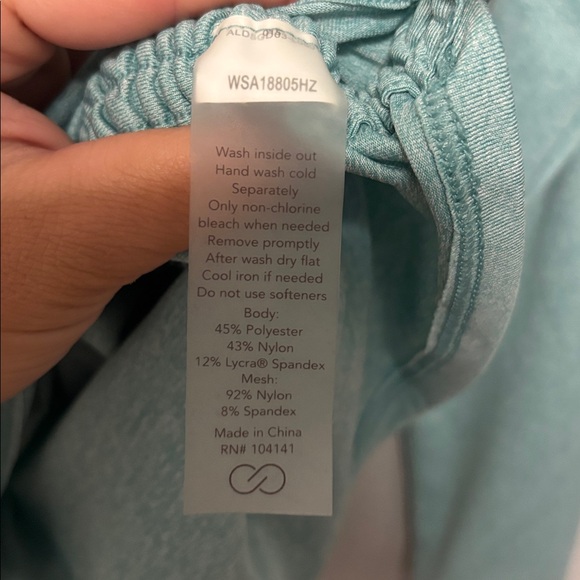 WSA18805HZ
Wash inside out
Hand wash cold
Separately
Only non-chlorine
bleach when needed
Remove promptly
After wash dry flat
Cool iron if needed
Do not use softeners
Body:
45% Polyester
43% Nylon
12% Lycra® Spandex
Mesh:
92% Nylon
8% Spandex
Made in China
RN# 104141